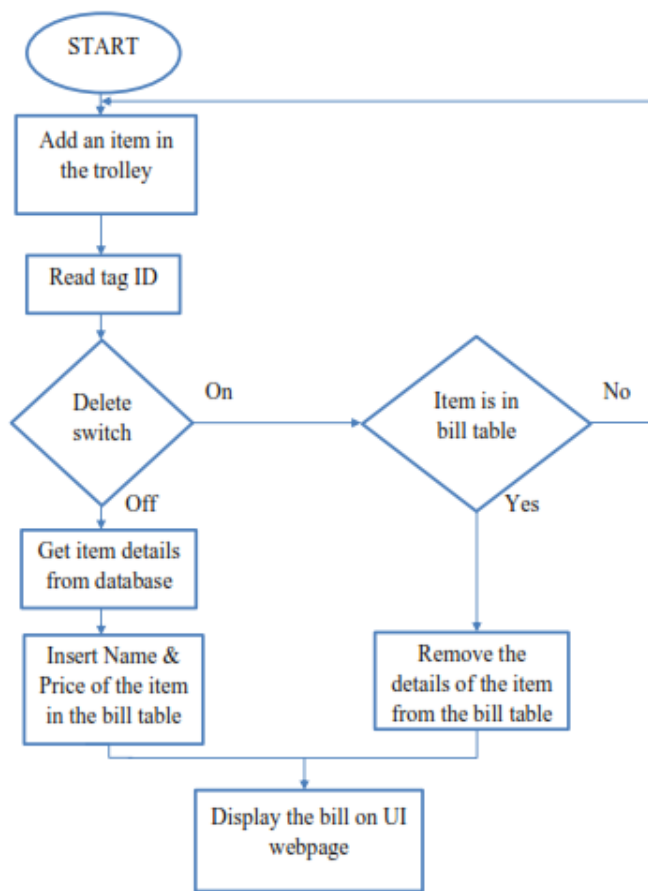 START
Add an item in
the trolley
Read tag ID
Delete
switch
On
Item is in
bill table
No
Off
Yes
Get item details
from database
Insert Name &
Price of the item
in the bill table
Remove the
details of the item
from the bill table
Display the bill on UI
webpage